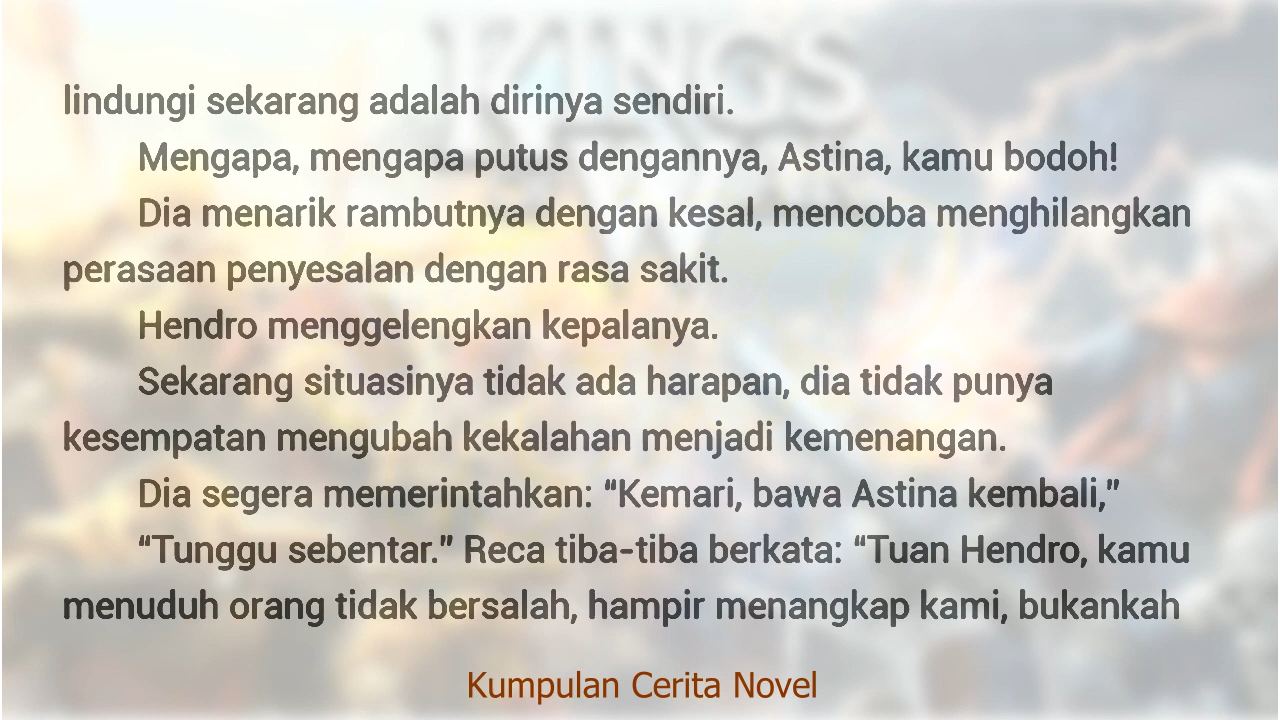 KINGS
lindungi sekarang adalah dirinya sendiri.
Mengapa, mengapa putus dengannya, Astina, kamu bodoh!
Dia menarik rambutnya dengan kesal, mencoba menghilangkan
perasaan penyesalan dengan rasa sakit.
Hendro menggelengkan kepalanya.
Sekarang situasinya tidak ada harapan, dia tidak punya
kesempatan mengubah kekalahan menjadi kemenangan.
Dia segera memerintahkan: “Kemari, bawa Astina kembali,”
“Tunggu sebentar.” Reca tiba-tiba berkata: “Tuan Hendro, kamu
menuduh orang tidak bersalah, hampir menangkap kami, bukankah
Kumpulan Cerita Novel